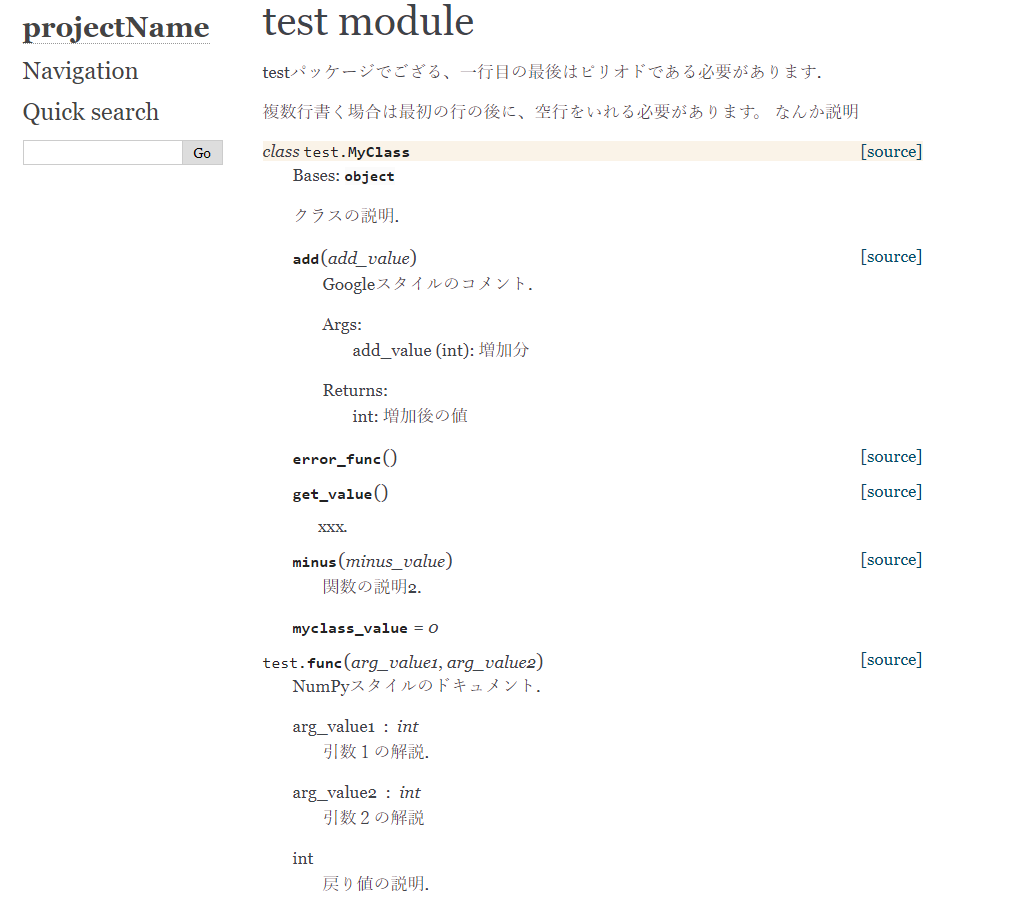 projectName
Navigation
Quick search
Go
test module
testパッケージでござる、一行目の最後はピリオドである必要があります.
複数行書く場合は最初の行の後に、空行をいれる必要があります。 なんか説明
class test.MyClass [source]
Bases: object
クラスの説明.
add(add_value) [source]
Googleスタイルのコメント.
Args:
add_value (int): 増加分
Returns:
int: 増加後の値
error_func() [source]
get_value() [source]
xxx.
minus(minus_value) [source]
関数の説明2.
myclass_value = 0
test.func(arg_value1, arg_value2) [source]
NumPyスタイルのドキュメント.
arg_value1 : int
引数１の解説.
arg_value2 : int
引数２の解説
int
戻り値の説明.